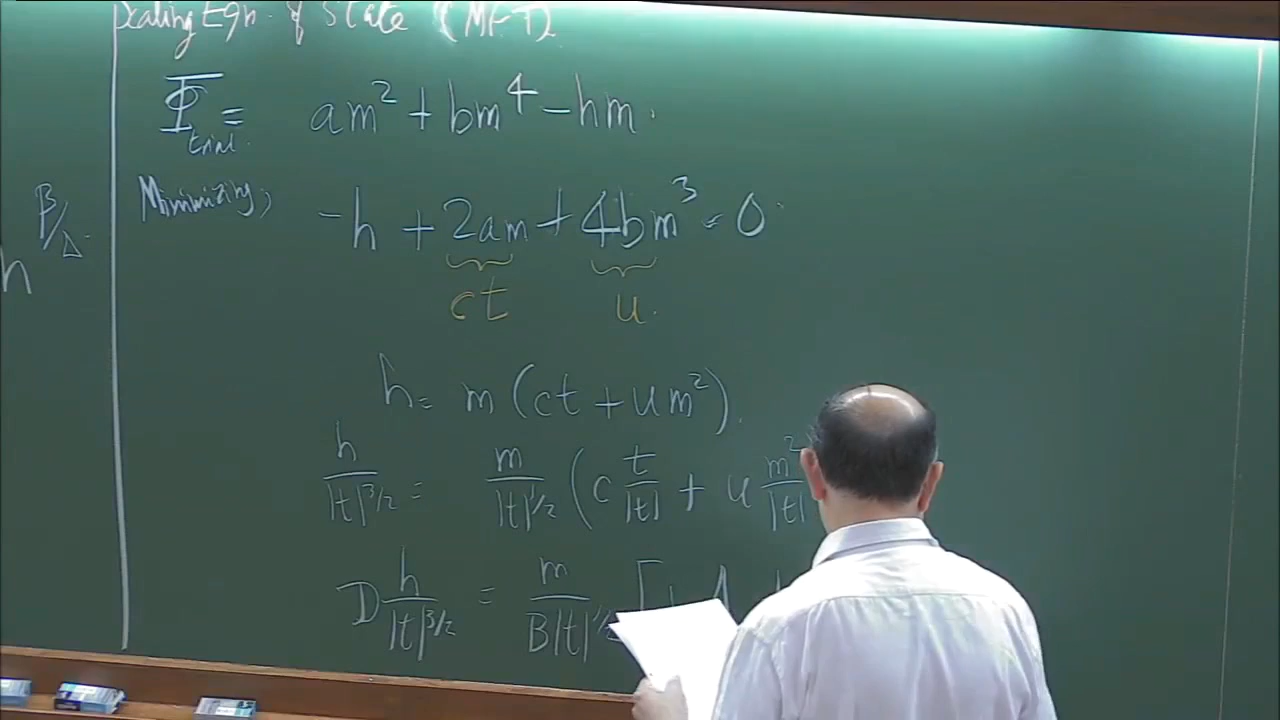 Scaling Eqn. of State (MFT)
Φ_trial = am² + bm⁴ - hm.
Minimizing, -h + 2am + 4bm³ = 0
ct u.
h = m(ct + um²).
h/|t|^3/2 = m/|t|^1/2 (c t/|t| + u m²/|t|
D h/|t|^3/2 = m/B|t|^1/2 [
β/Δ
h